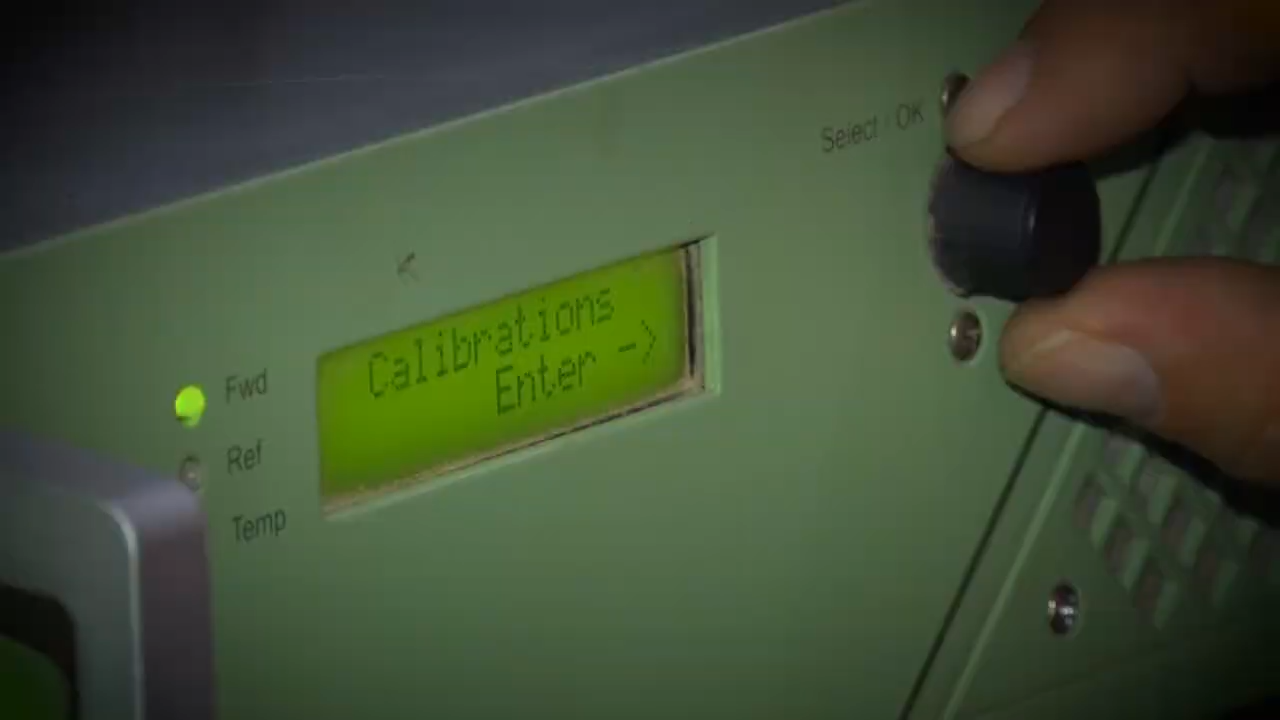 Select / OK
Calibrations
Enter ->
Fwd
Ref
Temp